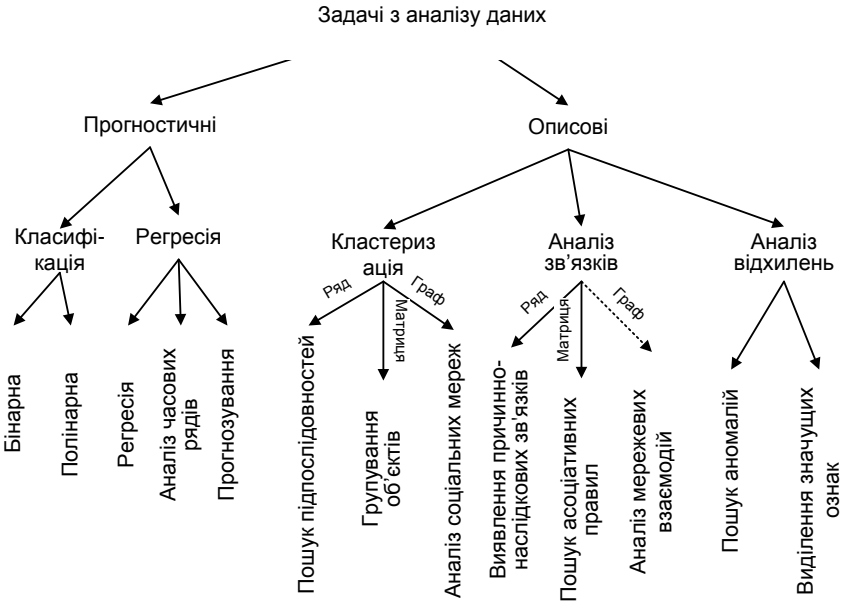 Задачі з аналізу даних
Прогностичні
Описові
Класифі-
кація
Регресія
Кластериз
ація
Аналіз
зв'язків
Аналіз
відхилень
Ряд
Матриця
Граф
Ряд
Матриця
Граф
Бінарна
Полінарна
Регресія
Аналіз часових
рядів
Прогнозування
Пошук підпослідовностей
Групування
об'єктів
Аналіз соціальних мереж
Виявлення причинно-
наслідкових зв'язків
Пошук асоціативних
правил
Аналіз мережевих
взаємодій
Пошук аномалій
Виділення значущих
ознак